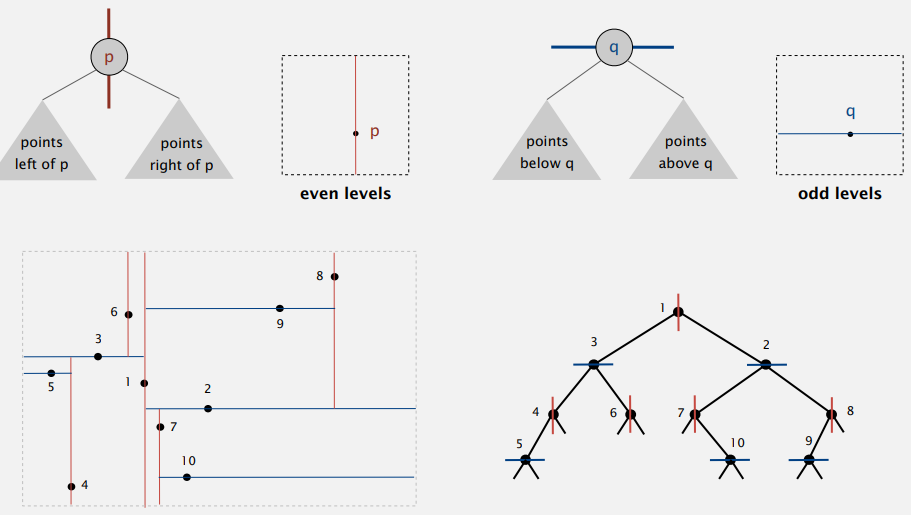 p
points
left of p
points
right of p
p
even levels
q
points
below q
points
above q
q
odd levels
8
6
9
3
1
5
2
7
10
4
1
3
2
4
6
7
8
5
10
9